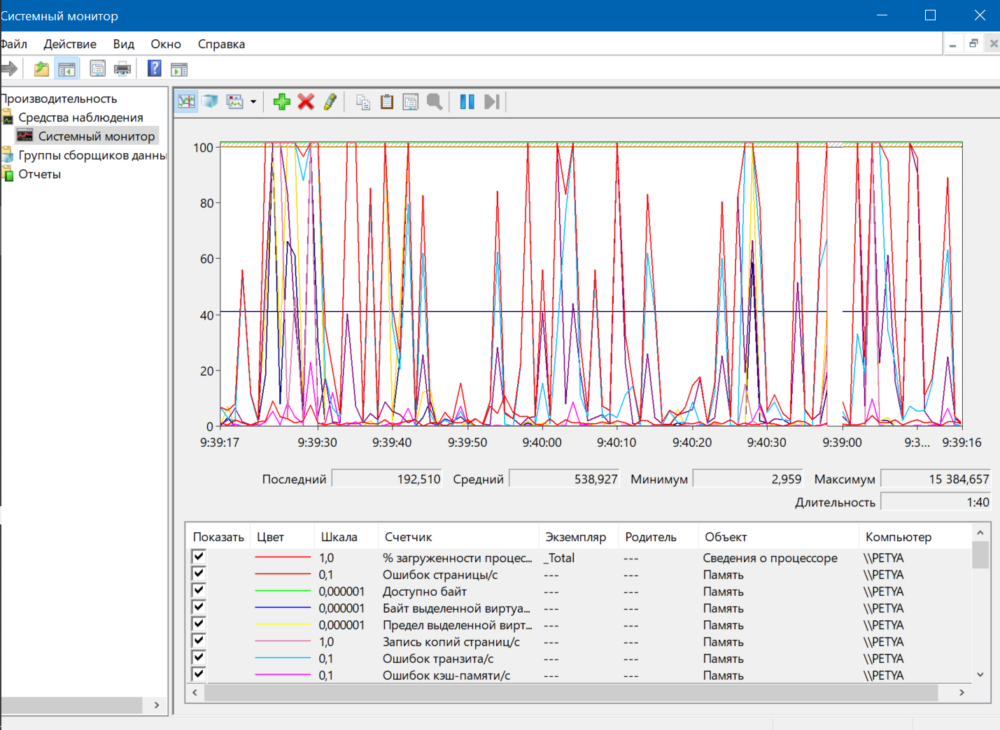 Системный монитор
Файл Действие Вид Окно Справка
Производительность
Средства наблюдения
Системный монитор
Группы сборщиков данны
Отчеты
100
80
60
40
20
0
9:39:17 9:39:30 9:39:40 9:39:50 9:40:00 9:40:10 9:40:20 9:40:30 9:39:00 9:3... 9:39:16
Последний 192,510 Средний 538,927 Минимум 2,959 Максимум 15 384,657
Длительность 1:40
Показать Цвет Шкала Счетчик Экземпляр Родитель Объект Компьютер
1,0 % загруженности процес... _Total --- Сведения о процессоре \\PETYA
0,1 Ошибок страницы/с --- --- Память \\PETYA
0,000001 Доступно байт --- --- Память \\PETYA
0,000001 Байт выделенной виртуа... --- --- Память \\PETYA
0,000001 Предел выделенной вирт... --- --- Память \\PETYA
1,0 Запись копий страниц/с --- --- Память \\PETYA
0,1 Ошибок транзита/с --- --- Память \\PETYA
0,1 Ошибок кэш-памяти/с --- --- Память \\PETYA